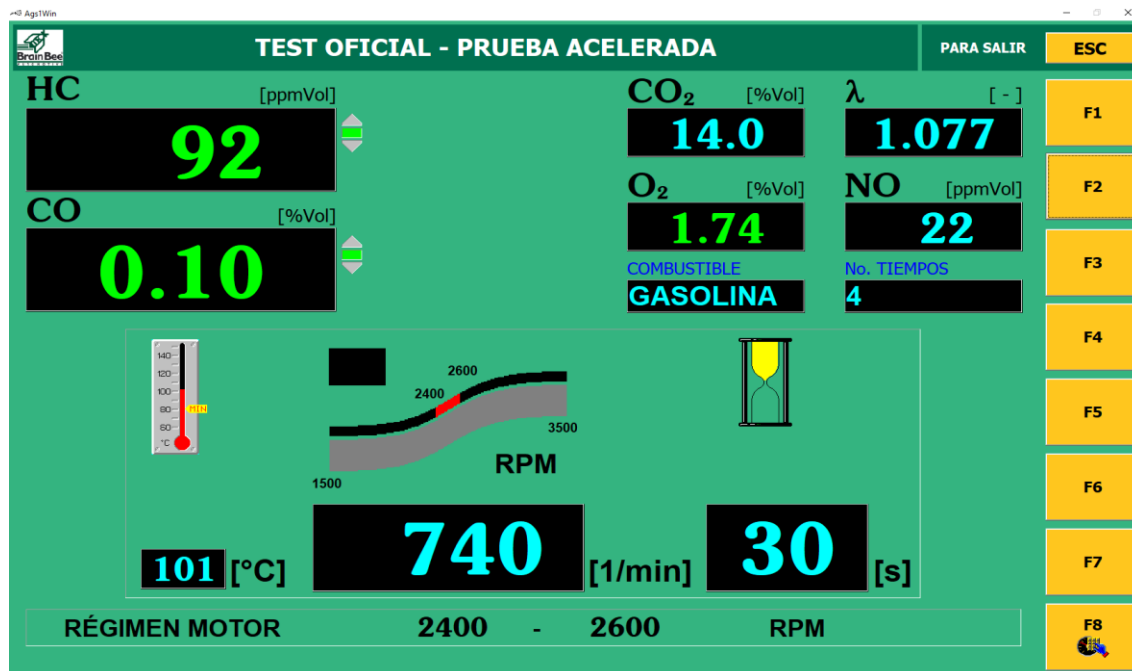 Ags1Win
BrainBee
AUTOMOTIVE
TEST OFICIAL - PRUEBA ACELERADA
PARA SALIR
ESC
HC [ppmVol]
92
CO [%Vol]
0.10
CO₂ [%Vol]
14.0
λ [ - ]
1.077
O₂ [%Vol]
1.74
NO [ppmVol]
22
COMBUSTIBLE
GASOLINA
No. TIEMPOS
4
F1
F2
F3
F4
F5
F6
F7
F8
140
120
100
80 MIN
60
°C
2600
2400
3500
RPM
1500
101 [°C]
740 [1/min]
30 [s]
RÉGIMEN MOTOR 2400 - 2600 RPM